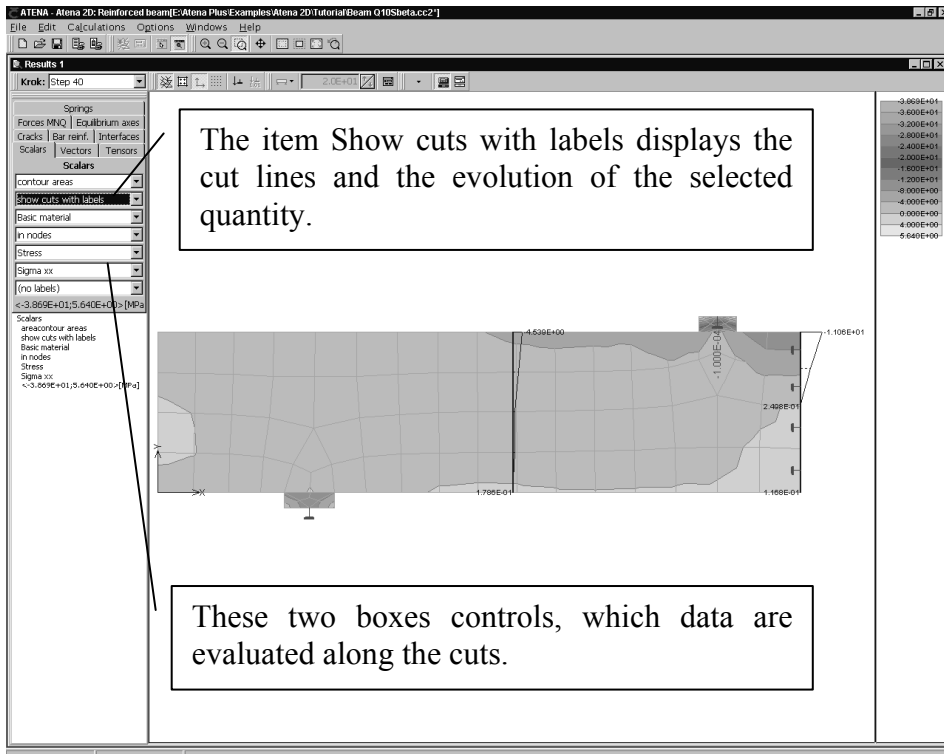 ATENA - Atena 2D: Reinforced beam[E:\Atena Plus\Examples\Atena 2D\Tutorial\Beam Q10Sbeta.cc2*]
File Edit Calculations Options Windows Help
Results 1
Krok: Step 40
2.0E+01
Springs
Forces MNQ Equilibrium axes
Cracks Bar reinf. Interfaces
Scalars Vectors Tensors
Scalars
contour areas
show cuts with labels
Basic material
in nodes
Stress
Sigma xx
(no labels)
<-3.869E+01;5.640E+00>[MPa
Scalars
areacontour areas
show cuts with labels
Basic material
in nodes
Stress
Sigma xx
<-3.869E+01;5.640E+00>[MPa]
The item Show cuts with labels displays the
cut lines and the evolution of the selected
quantity.
-4.539E+00
-1.000E-04
-1.106E+01
2.498E-01
Y
X
1.786E-01
1.168E-01
These two boxes controls, which data are
evaluated along the cuts.
-3.869E+01
-3.600E+01
-3.200E+01
-2.800E+01
-2.400E+01
-2.000E+01
-1.600E+01
-1.200E+01
-8.000E+00
-4.000E+00
0.000E+00
4.000E+00
5.640E+00